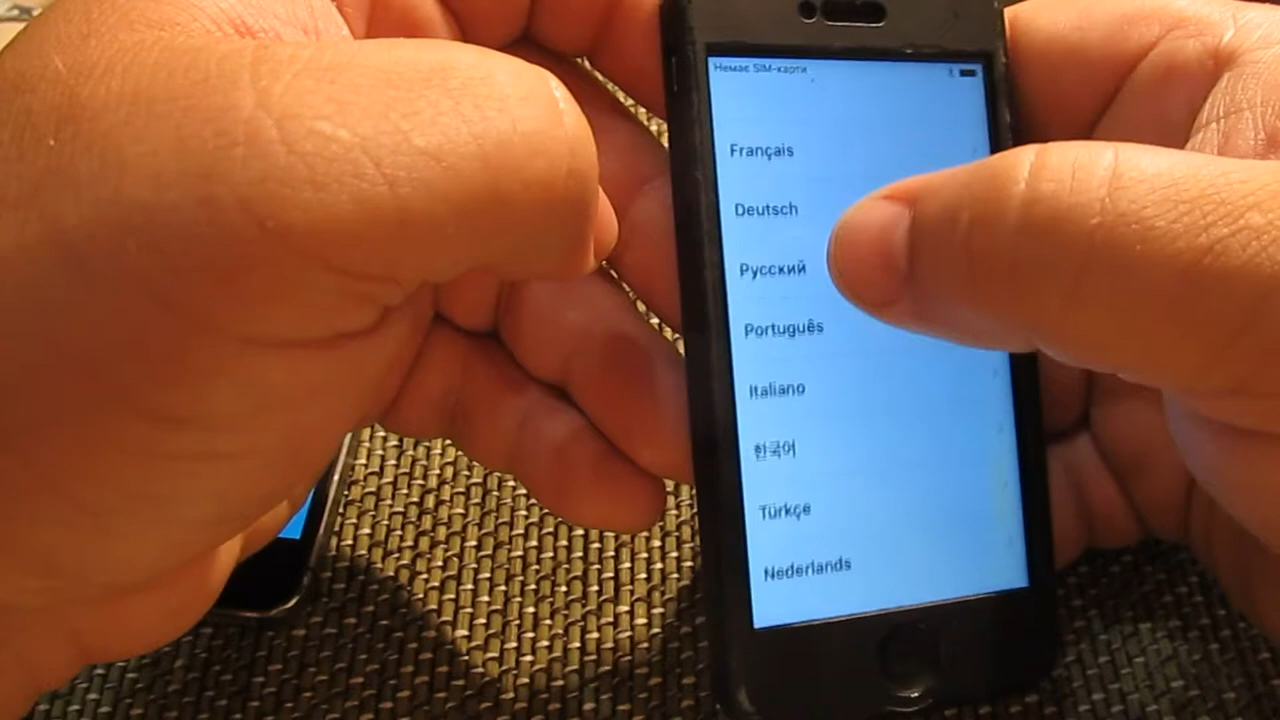 Немає SIM-карти
Français
Deutsch
Русский
Português
Italiano
한국어
Türkçe
Nederlands